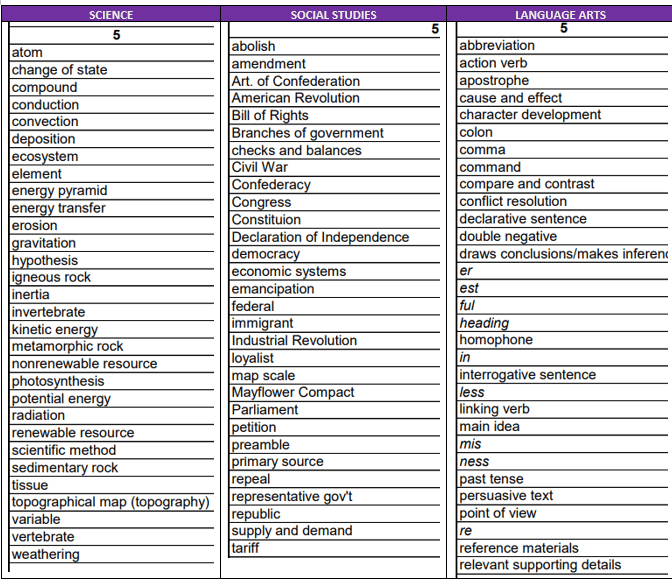 SCIENCE
5
atom
change of state
compound
conduction
convection
deposition
ecosystem
element
energy pyramid
energy transfer
erosion
gravitation
hypothesis
igneous rock
inertia
invertebrate
kinetic energy
metamorphic rock
nonrenewable resource
photosynthesis
potential energy
radiation
renewable resource
scientific method
sedimentary rock
tissue
topographical map (topography)
variable
vertebrate
weathering
SOCIAL STUDIES
5
abolish
amendment
Art. of Confederation
American Revolution
Bill of Rights
Branches of government
checks and balances
Civil War
Confederacy
Congress
Constituion
Declaration of Independence
democracy
economic systems
emancipation
federal
immigrant
Industrial Revolution
loyalist
map scale
Mayflower Compact
Parliament
petition
preamble
primary source
repeal
representative gov't
republic
supply and demand
tariff
LANGUAGE ARTS
5
abbreviation
action verb
apostrophe
cause and effect
character development
colon
comma
command
compare and contrast
conflict resolution
declarative sentence
double negative
draws conclusions/makes inferenc
er
est
ful
heading
homophone
in
interrogative sentence
less
linking verb
main idea
mis
ness
past tense
persuasive text
point of view
re
reference materials
relevant supporting details